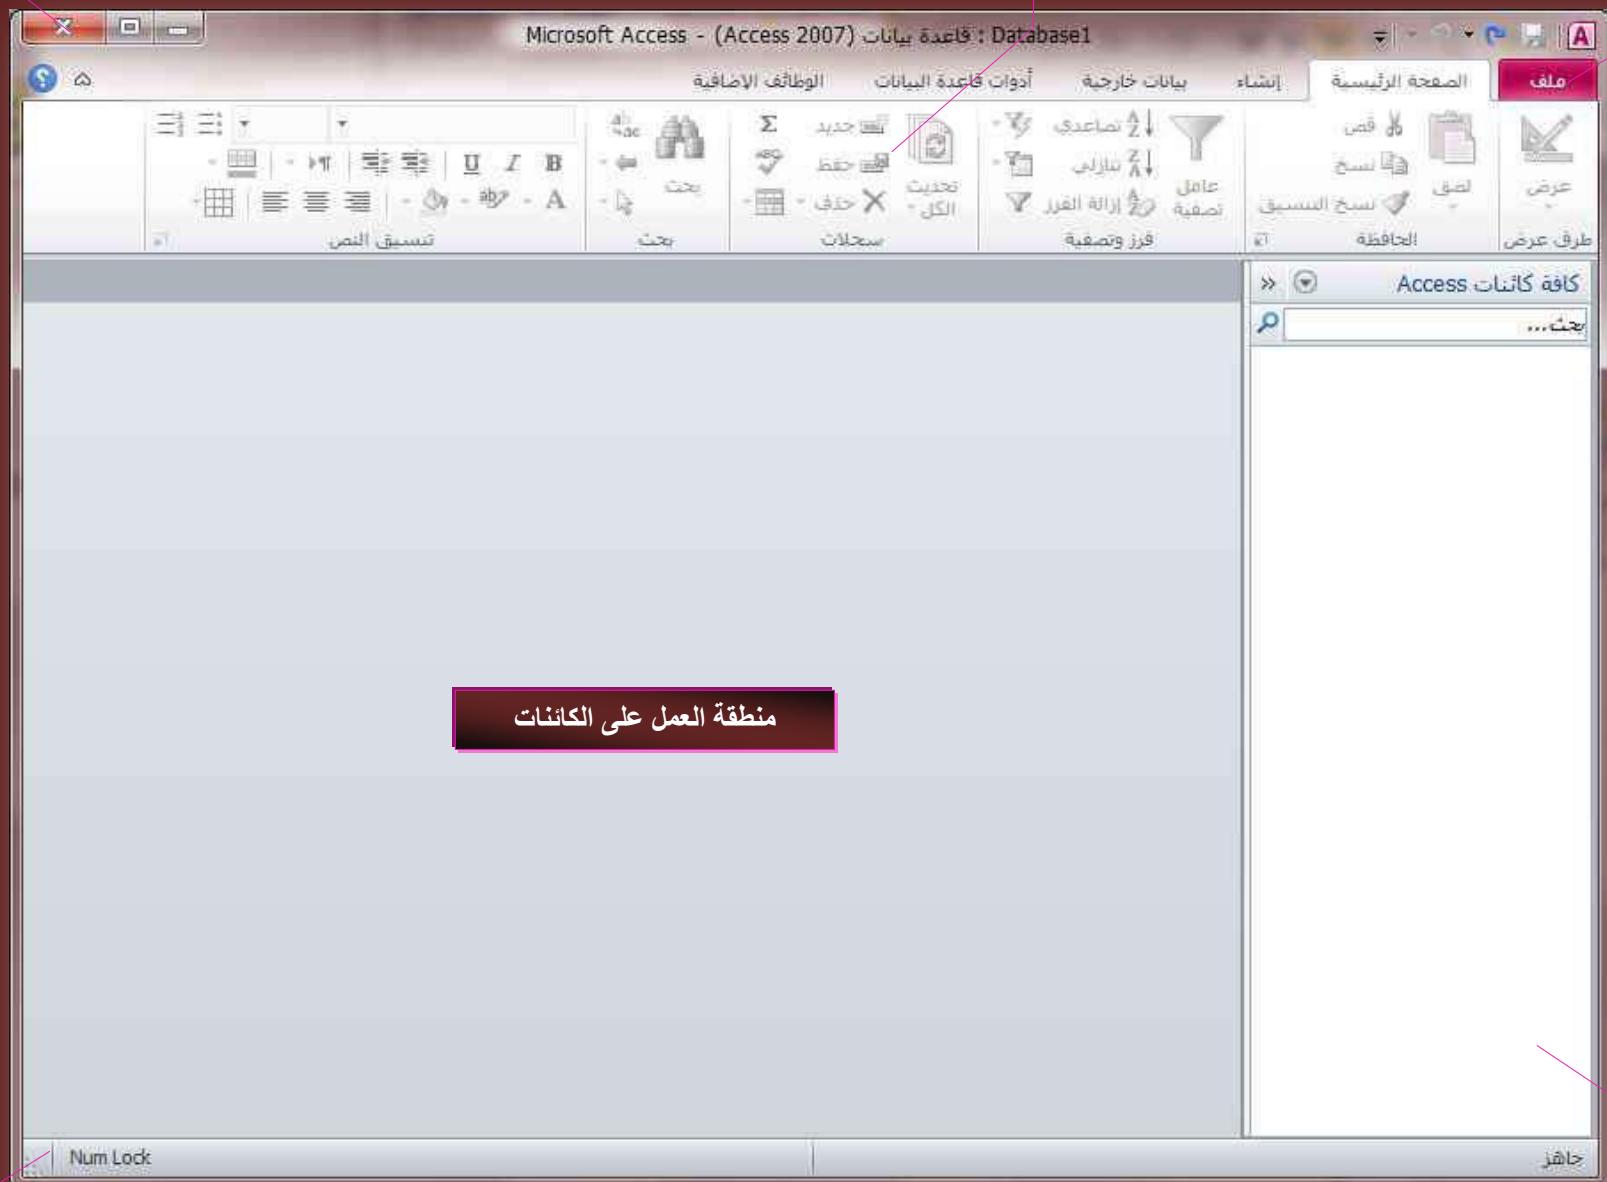 Microsoft Access - (Access 2007) قاعدة بيانات : Database1
ملف الصفحة الرئيسية إنشاء بيانات خارجية أدوات قاعدة البيانات الوظائف الإضافية
عرض
طرق عرض
لصق
قص
نسخ
نسخ التنسيق
الحافظة
عامل تصفية
تصاعدي
تنازلي
إزالة الفرز
فرز وتصفية
تحديث الكل
جديد
حفظ
حذف
سجلات
بحث
بحث
B I U
A
تنسيق النص
كافة كائنات Access
بحث...
منطقة العمل على الكائنات
جاهز
Num Lock